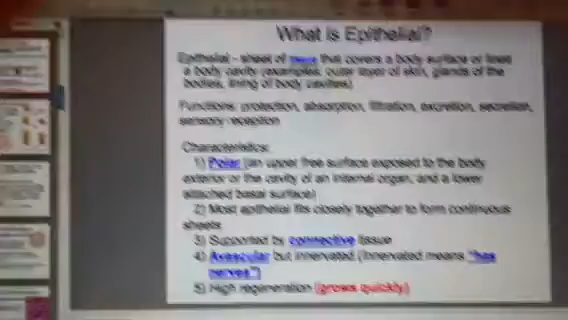 What is Epithelial?
Epithelial - sheet of that covers a body surface or lines
a body cavity (examples, outer layer of skin, glands of the
bodies, lining of body cavities)
Functions: protection, absorption, filtration, excretion, secretion,
sensory reception
Characteristics:
1) Polar (an upper free surface exposed to the body
exterior or the cavity of an internal organ, and a lower
attached basal surface)
2) Most epithelial fits closely together to form continuous
sheets
3) Supported by connective tissue
4) Avascular but innervated (Innervated means "has
nerves")
5) High regeneration (grows quickly)